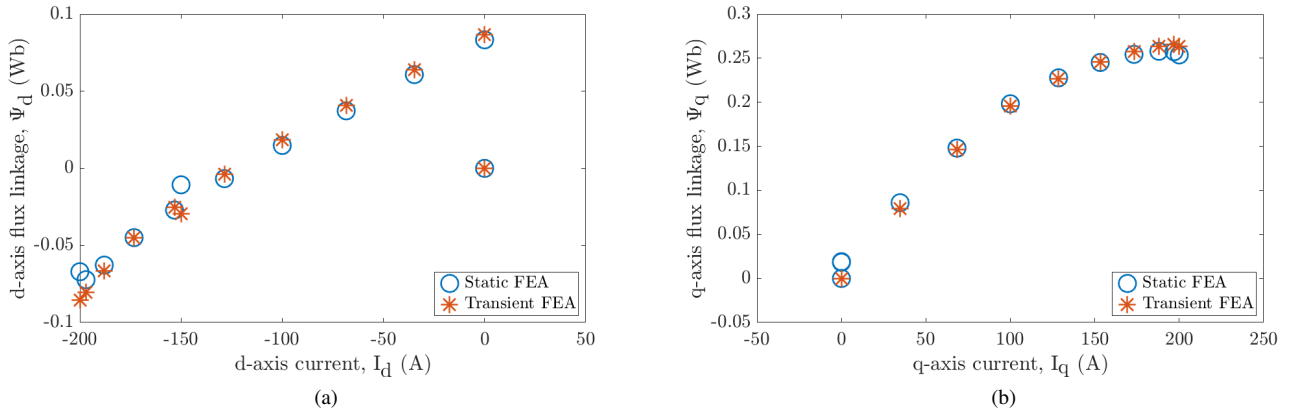 0.1
0.05
0
-0.05
-0.1
d-axis flux linkage, Ψd (Wb)
Static FEA
Transient FEA
-200 -150 -100 -50 0 50
d-axis current, Id (A)
(a)
0.3
0.25
0.2
0.15
0.1
0.05
0
-0.05
q-axis flux linkage, Ψq (Wb)
Static FEA
Transient FEA
-50 0 50 100 150 200 250
q-axis current, Iq (A)
(b)